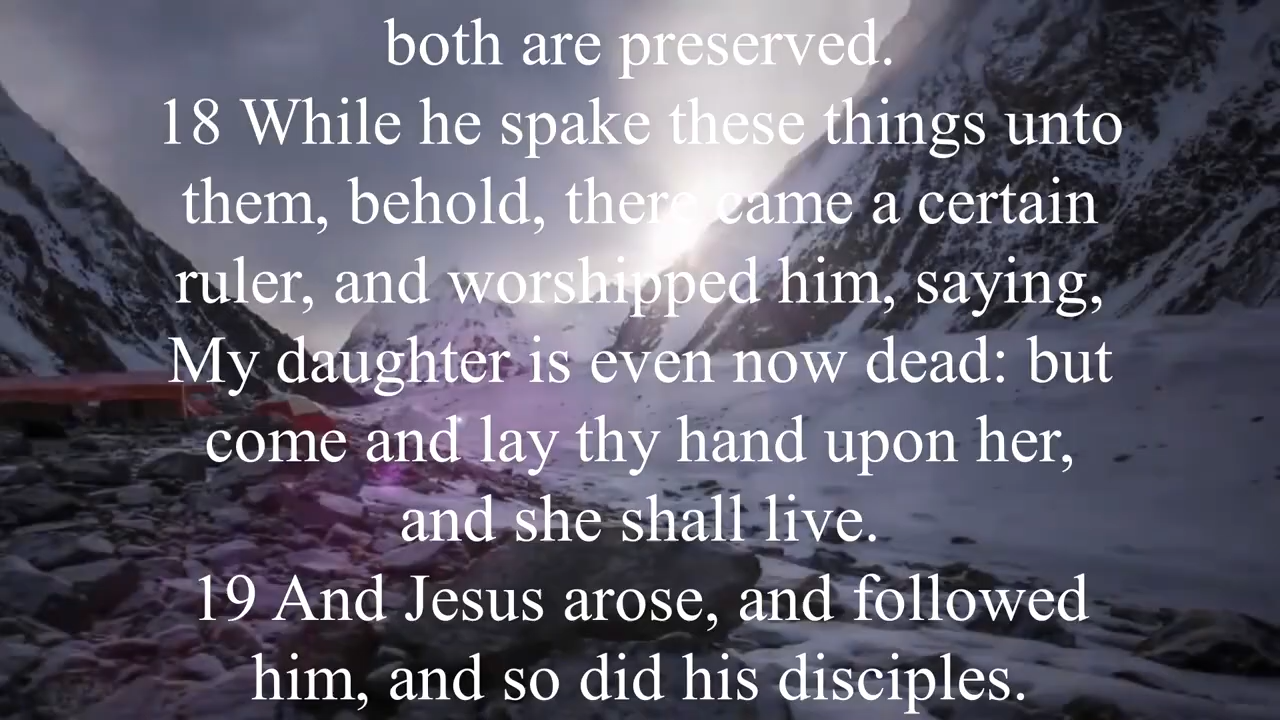 both are preserved.
18 While he spake these things unto
them, behold, there came a certain
ruler, and worshipped him, saying,
My daughter is even now dead: but
come and lay thy hand upon her,
and she shall live.
19 And Jesus arose, and followed
him, and so did his disciples.